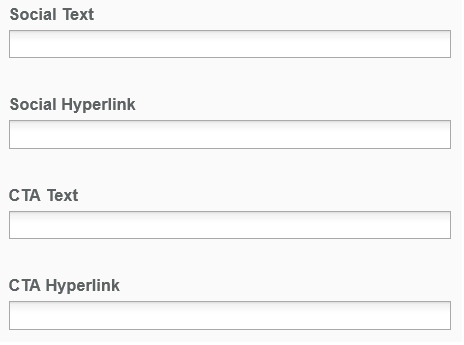 Social Text
Social Hyperlink
CTA Text
CTA Hyperlink